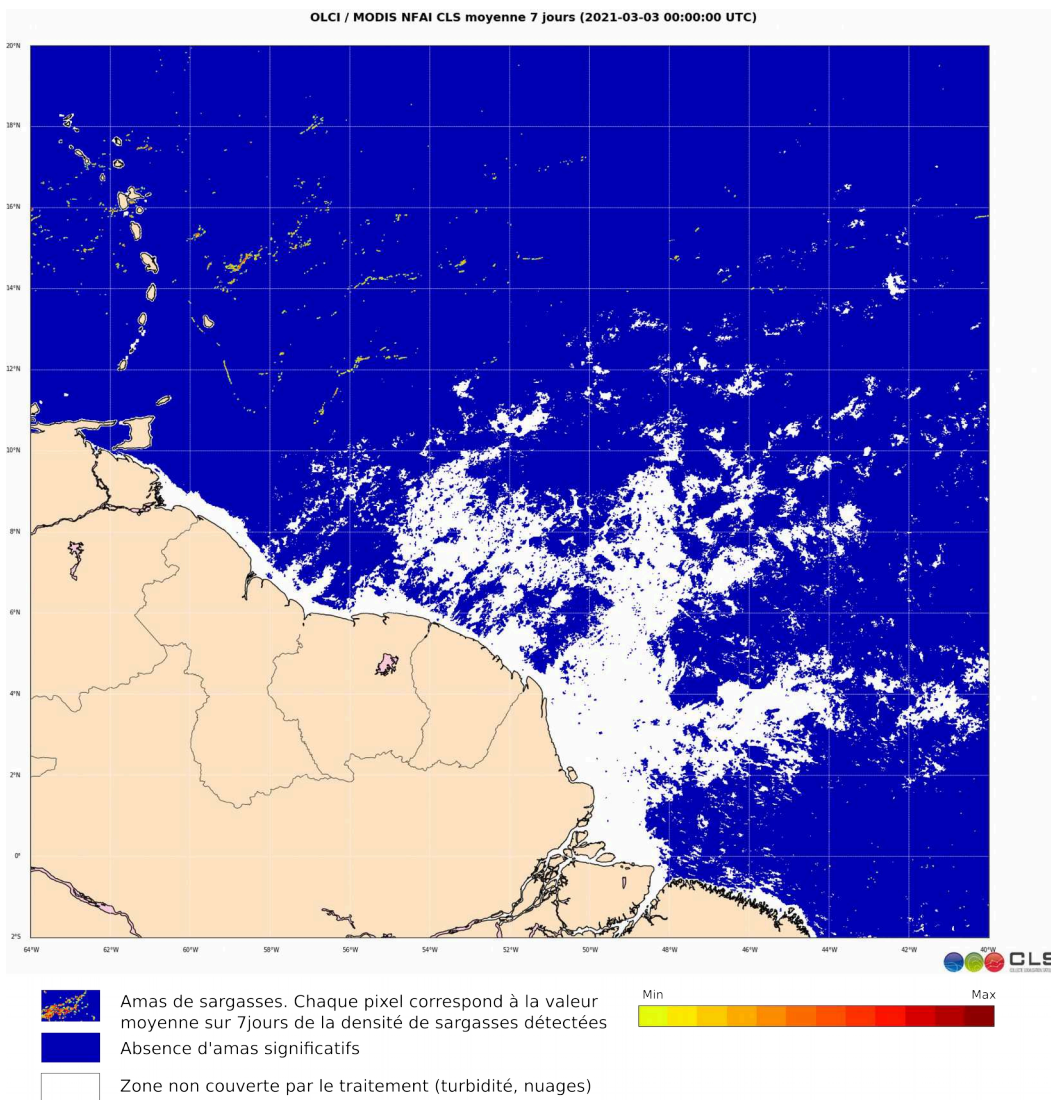 OLCI / MODIS NFAI CLS moyenne 7 jours (2021-03-03 00:00:00 UTC)
20°N
18°N
16°N
14°N
12°N
10°N
8°N
6°N
4°N
2°N
0°
2°S
64°W 62°W 60°W 58°W 56°W 54°W 52°W 50°W 48°W 46°W 44°W 42°W 40°W
CLS
Amas de sargasses. Chaque pixel correspond à la valeur
moyenne sur 7jours de la densité de sargasses détectées
Min Max
Absence d'amas significatifs
Zone non couverte par le traitement (turbidité, nuages)